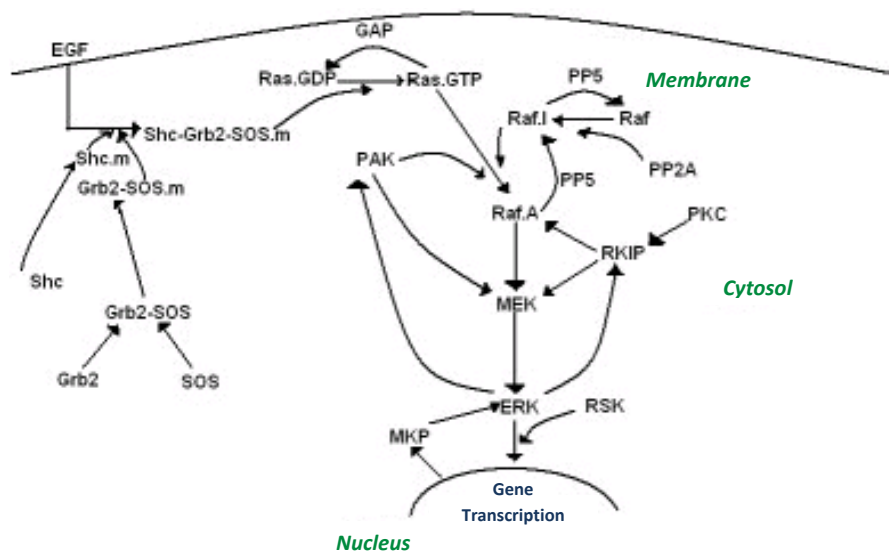 GAP
EGF
Ras.GDP
Ras.GTP
PP5
Membrane
Raf.I
Raf
Shc-Grb2-SOS.m
Shc.m
PAK
PP2A
PP5
Grb2-SOS.m
Raf.A
PKC
RKIP
Shc
Cytosol
MEK
Grb2-SOS
Grb2
SOS
ERK
RSK
MKP
Gene
Transcription
Nucleus